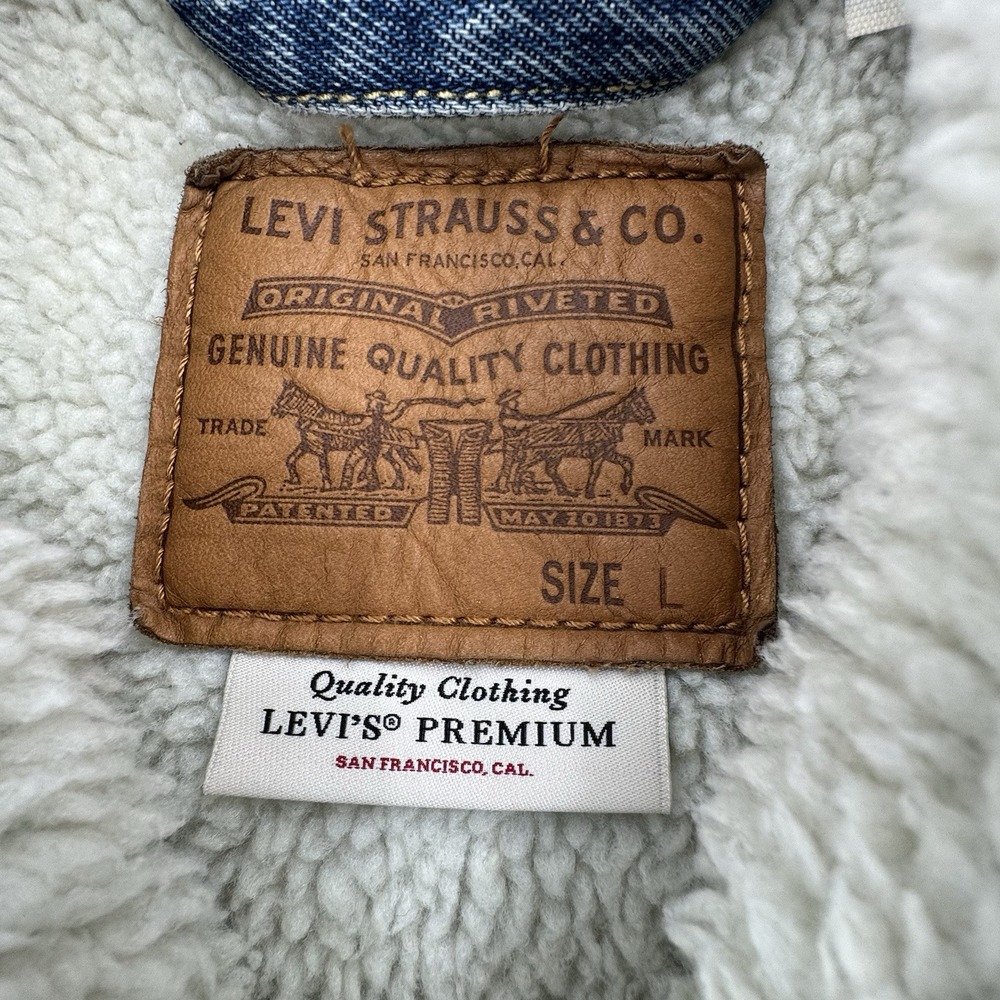 LEVI STRAUSS & CO.
SAN FRANCISCO, CAL.
ORIGINAL RIVETED
GENUINE QUALITY CLOTHING
TRADE MARK
PATENTED MAY 20 1873
SIZE L
Quality Clothing
LEVI'S® PREMIUM
SAN FRANCISCO, CAL.